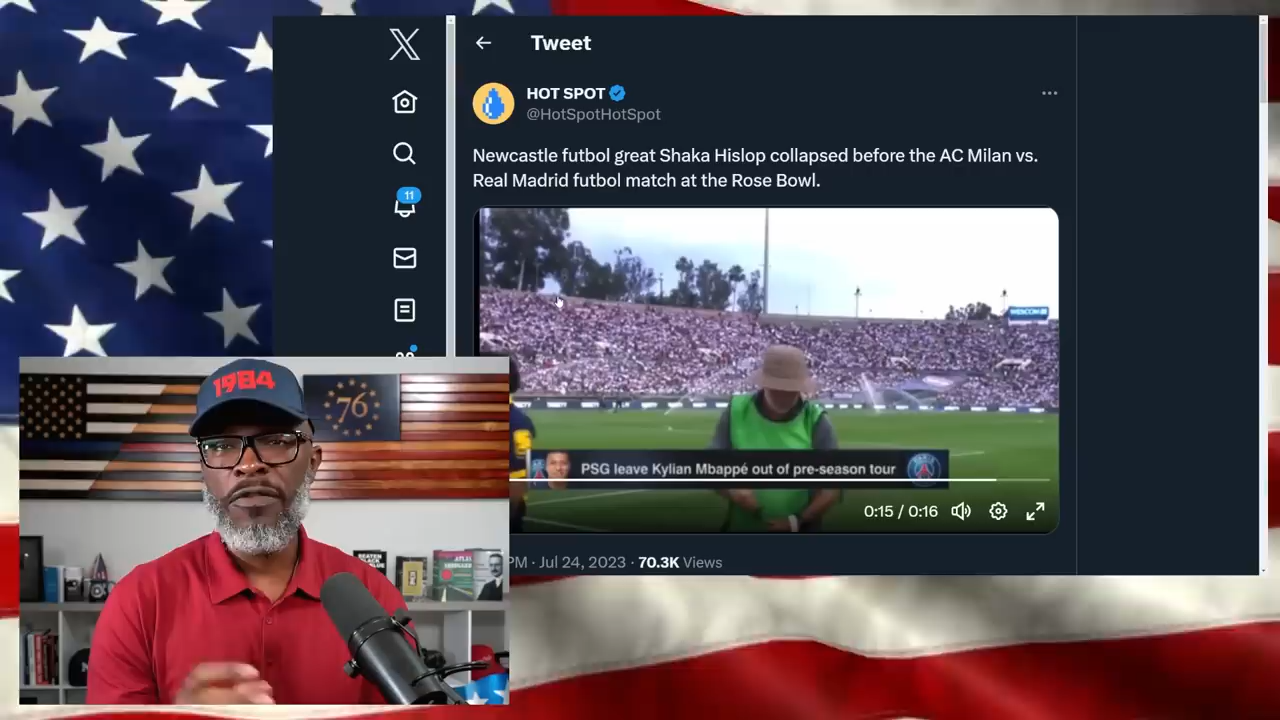 Tweet
HOT SPOT
@HotSpotHotSpot
Newcastle futbol great Shaka Hislop collapsed before the AC Milan vs.
Real Madrid futbol match at the Rose Bowl.
11
PSG leave Kylian Mbappé out of pre-season tour
0:15 / 0:16
PM · Jul 24, 2023 · 70.3K Views
1984
76